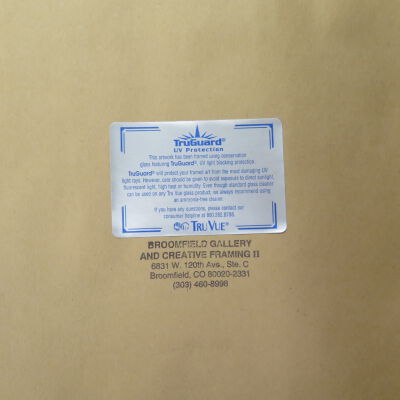 TruGuard®
UV Protection
This artwork has been framed using conservation
glass featuring TruGuard®, UV light blocking protection.
TruGuard® will protect your framed art from the most damaging UV
light rays. However, care should be given to avoid exposure to direct sunlight,
fluorescent light, high heat or humidity. Even though standard glass cleaner
can be used on any Tru Vue glass product, we always recommend using
an ammonia-free cleaner.
If you have any questions, please contact our
consumer helpline at 800.282.8788.
TRU VUE®
BROOMFIELD GALLERY
AND CREATIVE FRAMING II
6831 W. 120th Ave., Ste. C
Broomfield, CO 80020-2331
(303) 460-8998